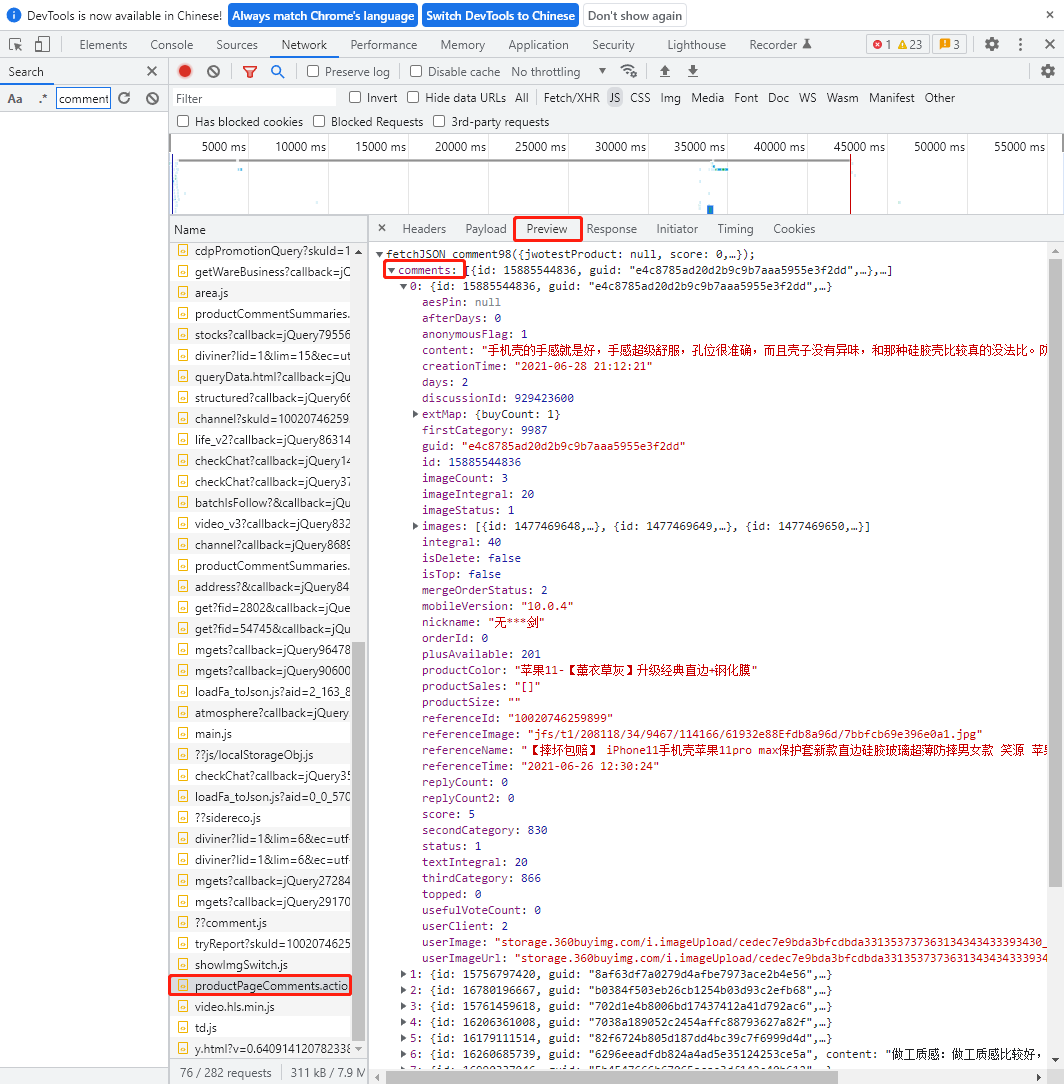 DevTools is now available in Chinese! Always match Chrome's language Switch DevTools to Chinese Don't show again
Elements Console Sources Network Performance Memory Application Security Lighthouse Recorder 1 23 3
Search Preserve log Disable cache No throttling
Aa .* comment Filter Invert Hide data URLs All Fetch/XHR JS CSS Img Media Font Doc WS Wasm Manifest Other
Has blocked cookies Blocked Requests 3rd-party requests
5000 ms 10000 ms 15000 ms 20000 ms 25000 ms 30000 ms 35000 ms 40000 ms 45000 ms 50000 ms 55000 ms
Name
cdpPromotionQuery?skuId=1
getWareBusiness?callback=jQ
area.js
productCommentSummaries.
stocks?callback=jQuery79556
diviner?lid=1&lim=15&ec=ut
queryData.html?callback=jQu
structured?callback=jQuery66
channel?skuId=10020746259
life_v2?callback=jQuery86314
checkChat?callback=jQuery14
checkChat?callback=jQuery37
batchIsFollow?&callback=jQu
video_v3?callback=jQuery832
channel?callback=jQuery8689
productCommentSummaries.
address?&callback=jQuery84
get?fid=2802&callback=jQue
get?fid=54745&callback=jQu
mgets?callback=jQuery96478
mgets?callback=jQuery90600
loadFa_toJson.js?aid=2_163_8
atmosphere?callback=jQuery
main.js
??js/localStorageObj.js
checkChat?callback=jQuery35
loadFa_toJson.js?aid=0_0_570
??sidereco.js
diviner?lid=1&lim=6&ec=utf
diviner?lid=1&lim=6&ec=utf
mgets?callback=jQuery27284
mgets?callback=jQuery29170
??comment.js
tryReport?skuId=1002074625
showImgSwitch.js
productPageComments.actio
video.hls.min.js
td.js
y.html?v=0.640914120782338
76 / 282 requests 311 kB / 7.9 M
Headers Payload Preview Response Initiator Timing Cookies
fetchJSON_comment98({jwotestProduct: null, score: 0,…});
comments: [{id: 15885544836, guid: "e4c8785ad20d2b9c9b7aaa5955e3f2dd",…},…]
0: {id: 15885544836, guid: "e4c8785ad20d2b9c9b7aaa5955e3f2dd",…}
aesPin: null
afterDays: 0
anonymousFlag: 1
content: "手机壳的手感就是好，手感超级舒服，孔位很准确，而且壳子没有异味，和那种硅胶壳比较真的没法比。防
creationTime: "2021-06-28 21:12:21"
days: 2
discussionId: 929423600
extMap: {buyCount: 1}
firstCategory: 9987
guid: "e4c8785ad20d2b9c9b7aaa5955e3f2dd"
id: 15885544836
imageCount: 3
imageIntegral: 20
imageStatus: 1
images: [{id: 1477469648,…}, {id: 1477469649,…}, {id: 1477469650,…}]
integral: 40
isDelete: false
isTop: false
mergeOrderStatus: 2
mobileVersion: "10.0.4"
nickname: "无***剑"
orderId: 0
plusAvailable: 201
productColor: "苹果11-【薰衣草灰】升级经典直边+钢化膜"
productSales: "[]"
productSize: ""
referenceId: "10020746259899"
referenceImage: "jfs/t1/208118/34/9467/114166/61932e88Efdb8a96d/7bbfcb69e396e0a1.jpg"
referenceName: "【摔坏包赔】 iPhone11手机壳苹果11pro max保护套新款直边硅胶玻璃超薄防摔男女款 笑源 苹果
referenceTime: "2021-06-26 12:30:24"
replyCount: 0
replyCount2: 0
score: 5
secondCategory: 830
status: 1
textIntegral: 20
thirdCategory: 866
topped: 0
usefulVoteCount: 0
userClient: 2
userImage: "storage.360buyimg.com/i.imageUpload/cedec7e9bda3bfcdbda331353737363134343433393430_
userImageUrl: "storage.360buyimg.com/i.imageUpload/cedec7e9bda3bfcdbda3313537373631343434333934
1: {id: 15756797420, guid: "8af63df7a0279d4afbe7973ace2b4e56",…}
2: {id: 16780196667, guid: "b0384f503eb26cb1254b03d93c2efb68",…}
3: {id: 15761459618, guid: "702d1e4b8006bd17437412a41d792ac6",…}
4: {id: 16206361008, guid: "7038a189052c2454affc88793627a82f",…}
5: {id: 16179111514, guid: "82f6724b805d187dd4bc39c7f6999d4d",…}
6: {id: 16260685739, guid: "6296eeadfdb824a4ad5e35124253ce5a", content: "做工质感：做工质感比较好，